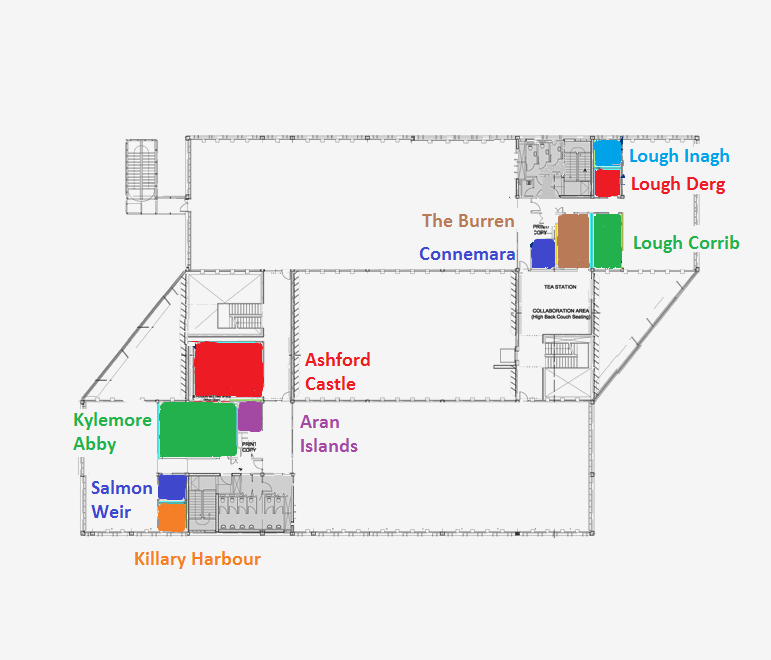 Lough Inagh
Lough Derg
The Burren
PRINT/
COPY
Lough Corrib
Connemara
TEA STATION
COLLABORATION AREA
(High Back Couch Seating)
Ashford
Castle
Kylemore
Abby
Aran
Islands
PRINT
COPY
Salmon
Weir
Killary Harbour